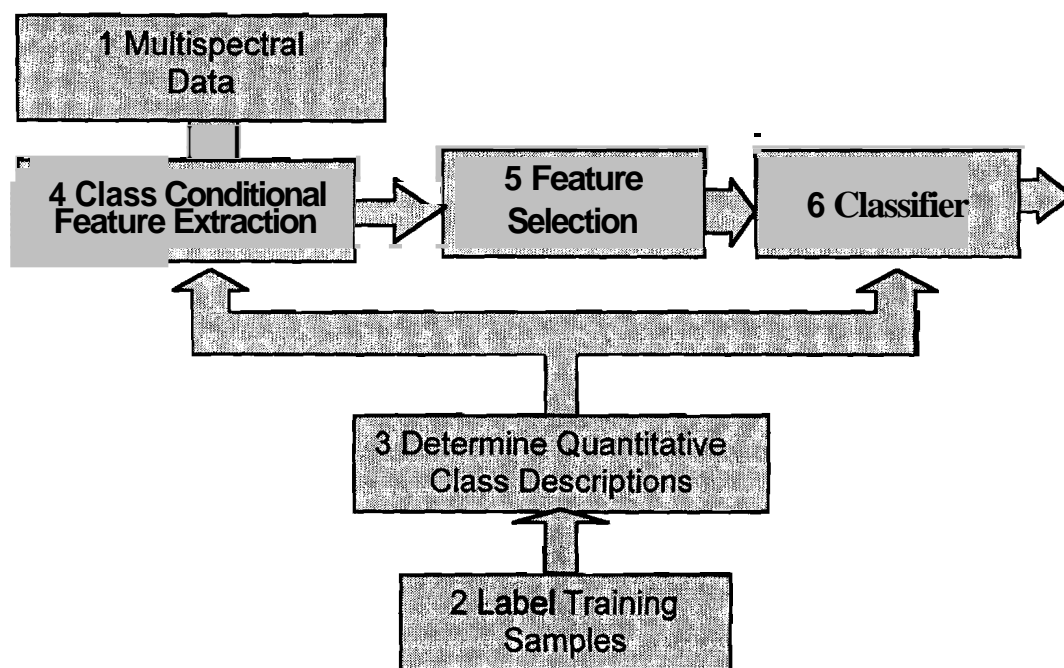 1 Multispectral
Data
4 Class Conditional
Feature Extraction
5 Feature
Selection
6 Classifier
3 Determine Quantitative
Class Descriptions
2 Label Training
Samples